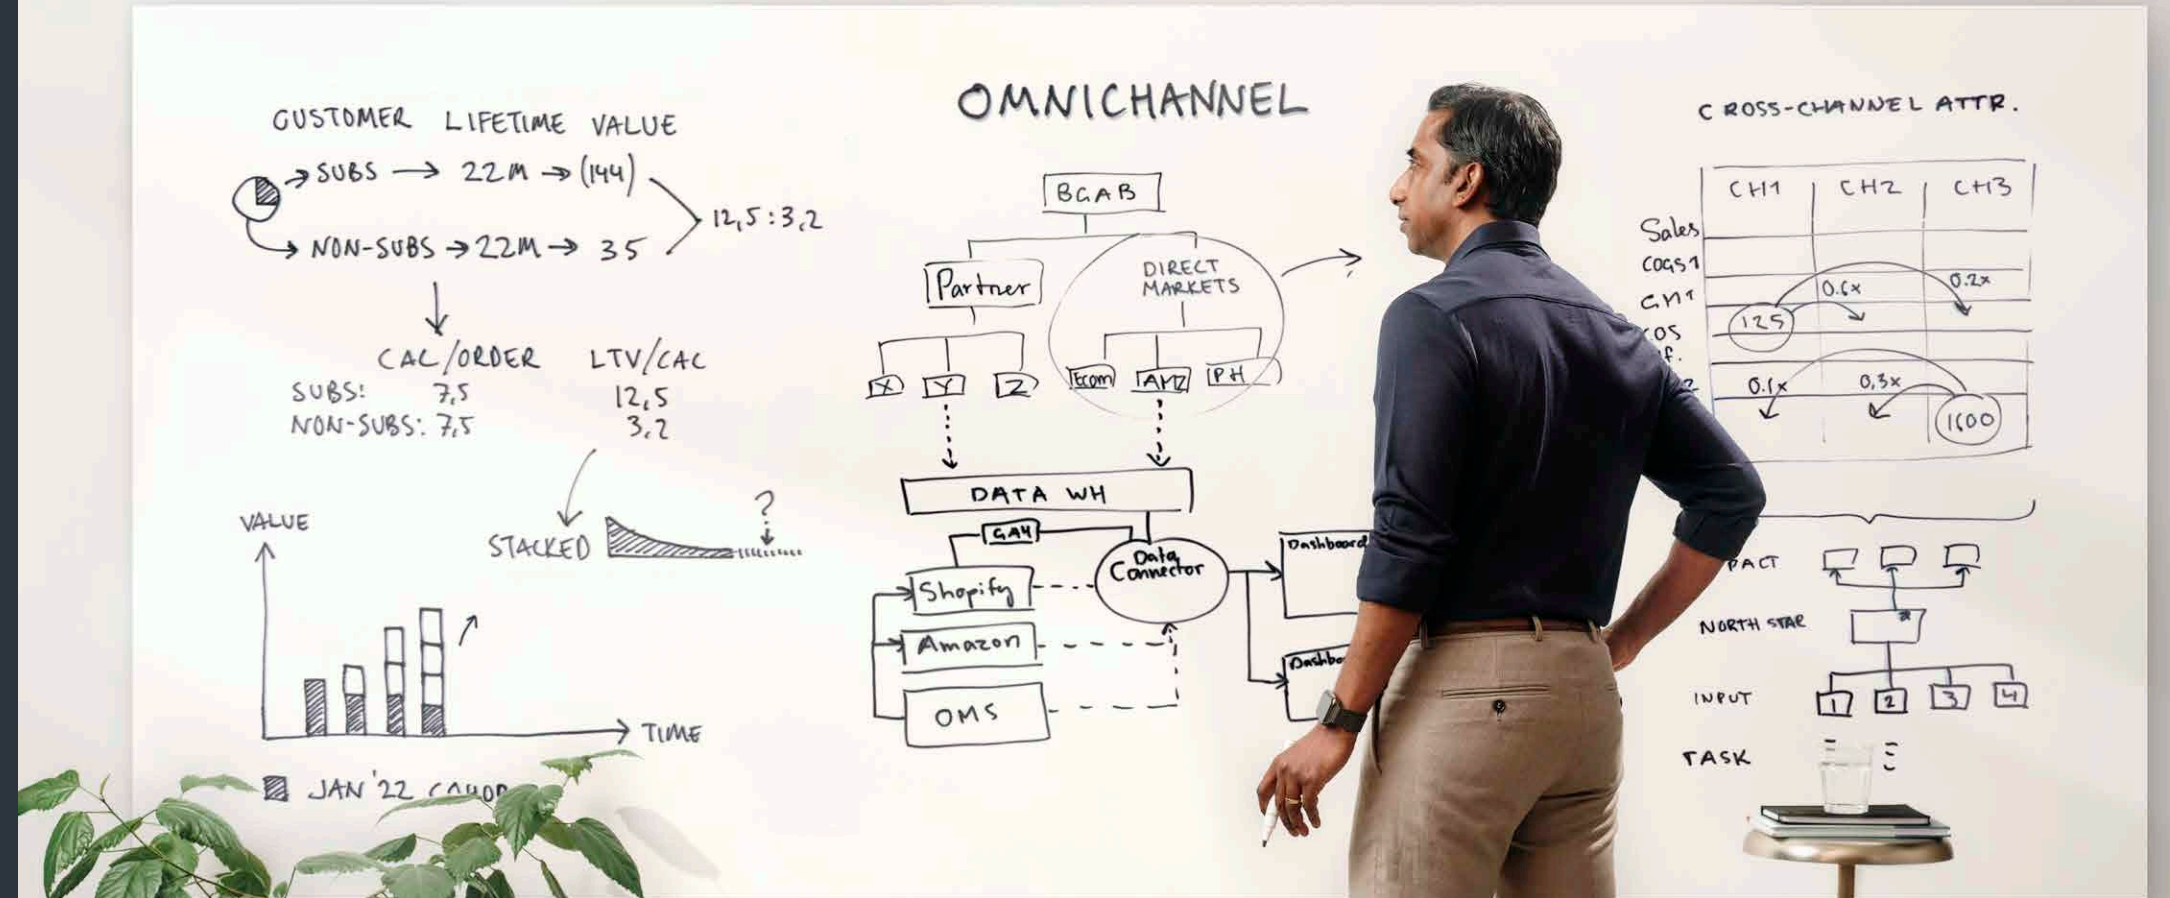 CUSTOMER LIFETIME VALUE
SUBS → 22M → (144)
NON-SUBS → 22M → 35
12,5 : 3,2
CAC/ORDER LTV/CAC
SUBS: 7,5 12,5
NON-SUBS: 7,5 3,2
STACKED
?
VALUE
TIME
JAN '22
OMNICHANNEL
BGAB
Partner
DIRECT
MARKETS
X Y Z
Ecom AMZ PH
DATA WH
GA4
Data
Connector
Shopify
Amazon
OMS
Dashboard
CROSS-CHANNEL ATTR.
CH1 CH2 CH3
Sales
COGS1
CM1
0.6x 0.2x
125
0.1x 0,3x
1600
NORTH STAR
INPUT
1 2 3 4
TASK